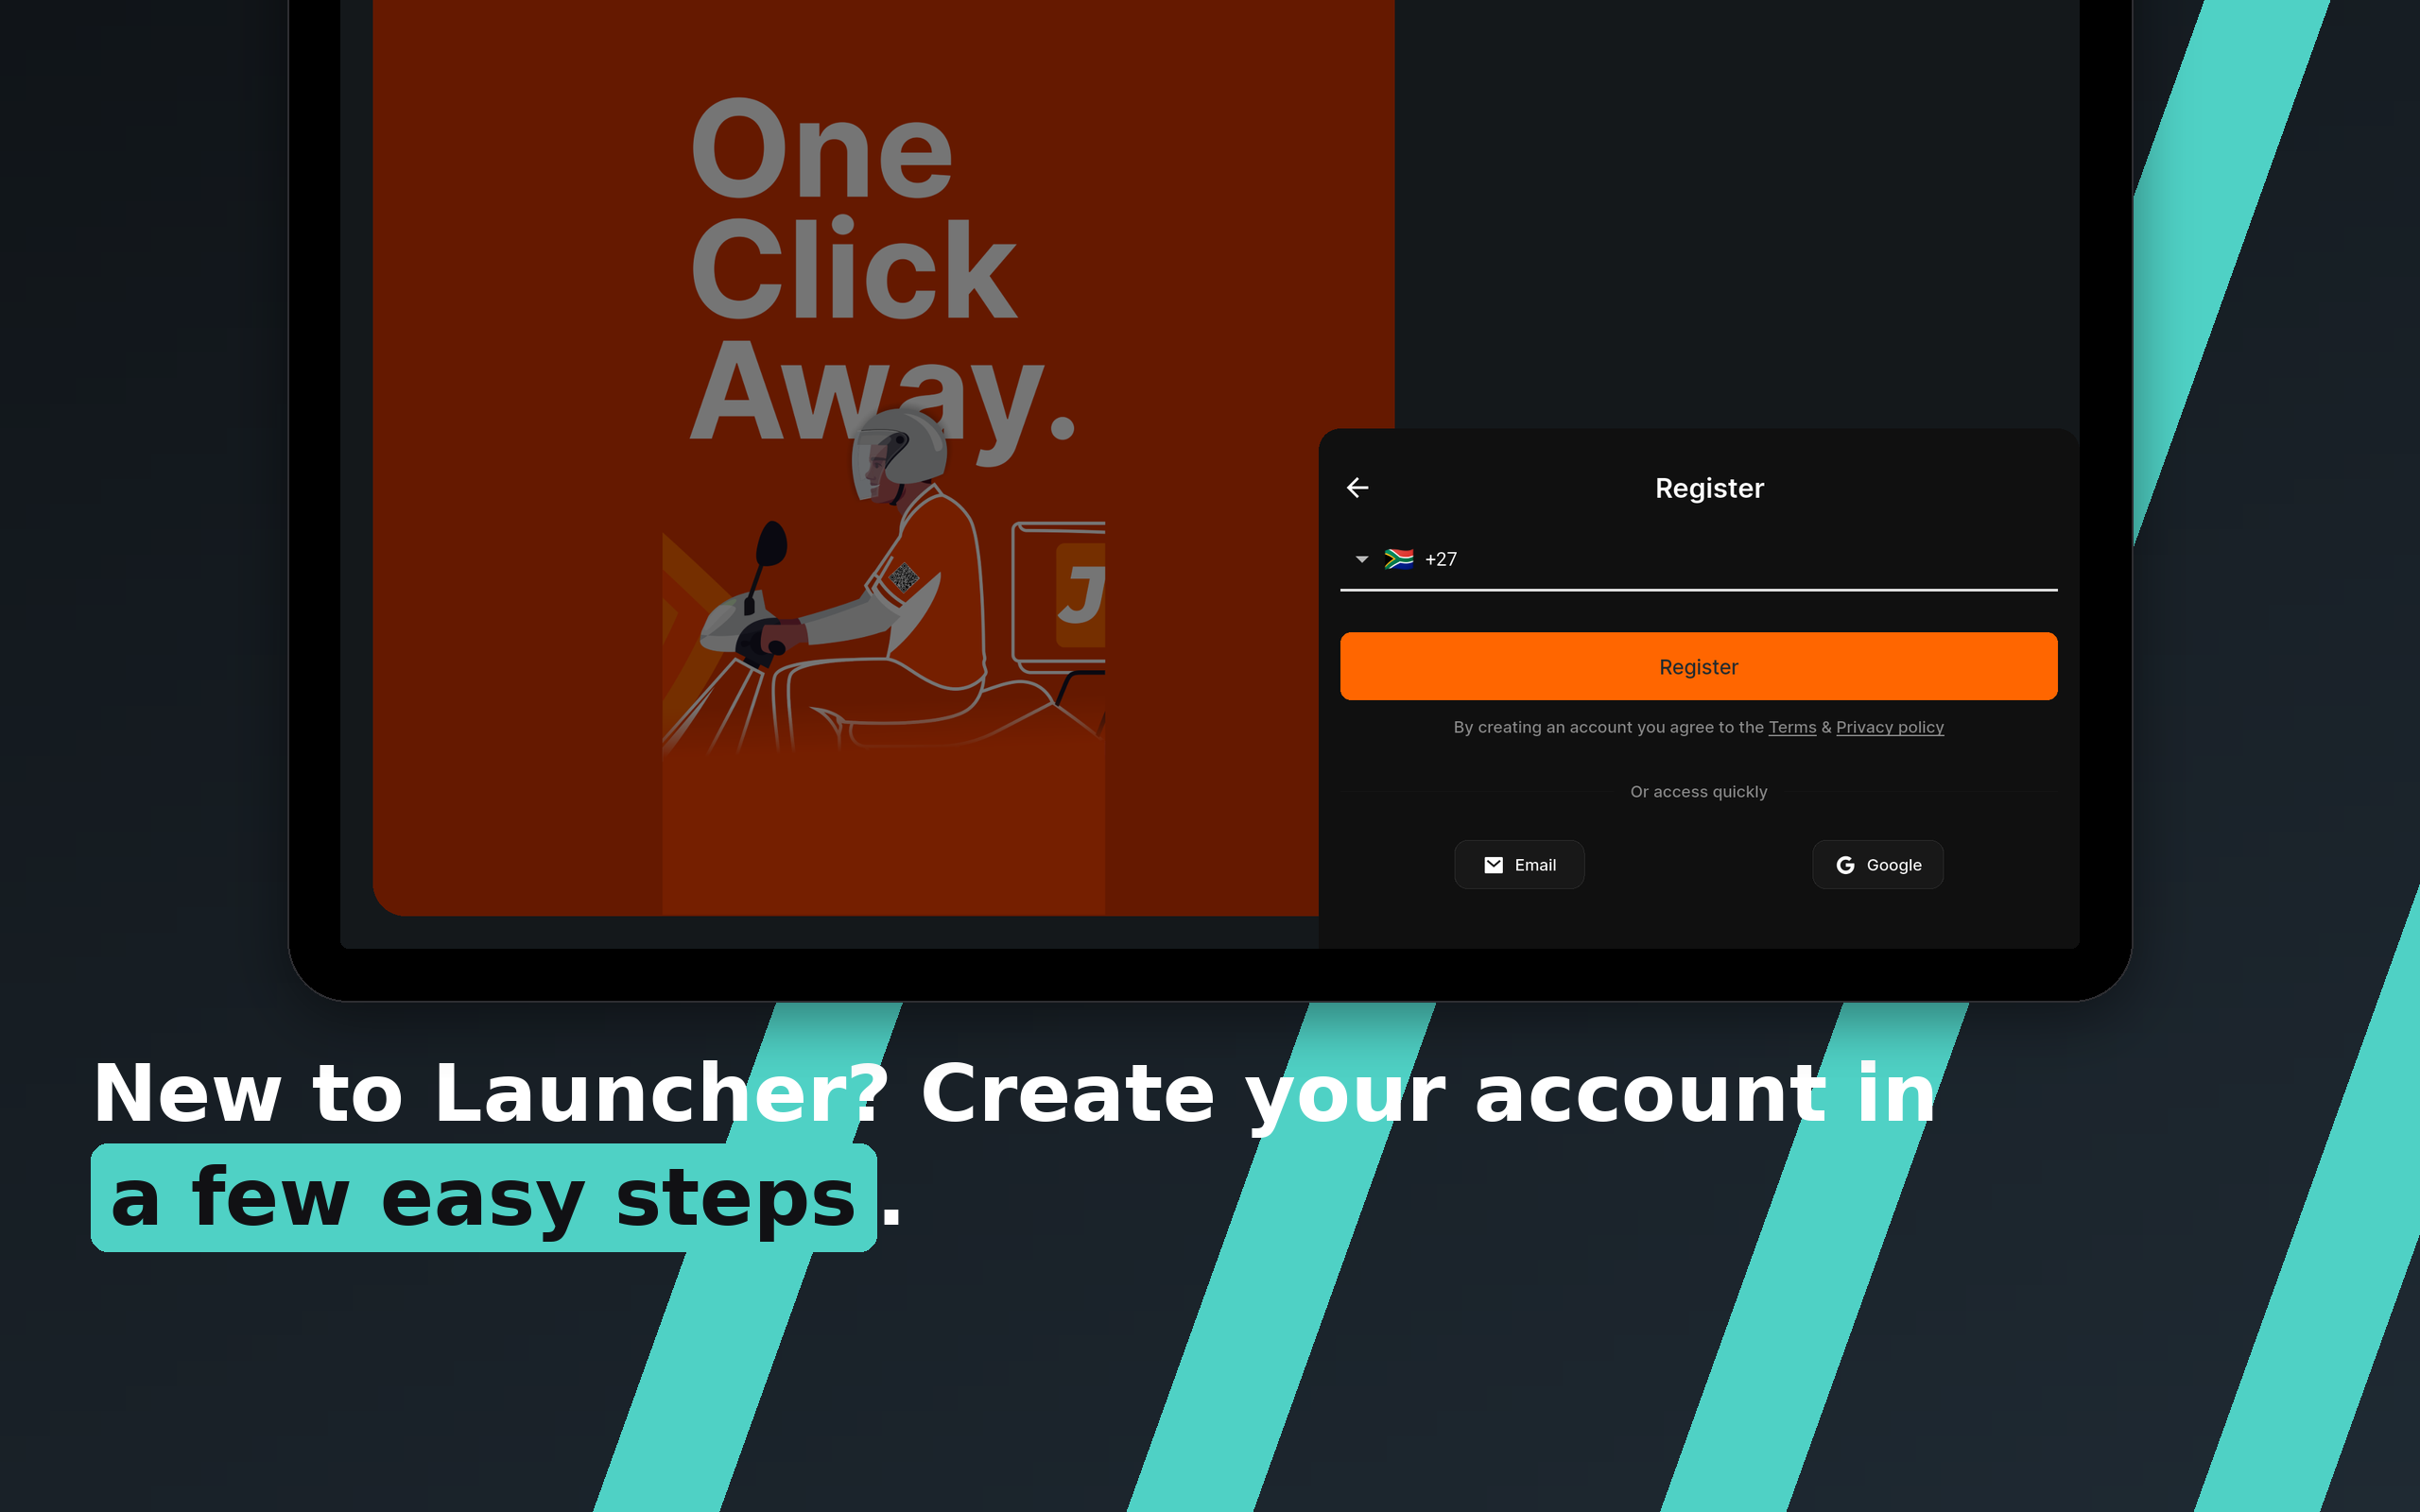 One
Click
Away.
J
Register
+27
Register
By creating an account you agree to the Terms & Privacy policy
Or access quickly
Email
Google
New to Launcher? Create your account in
a few easy steps.